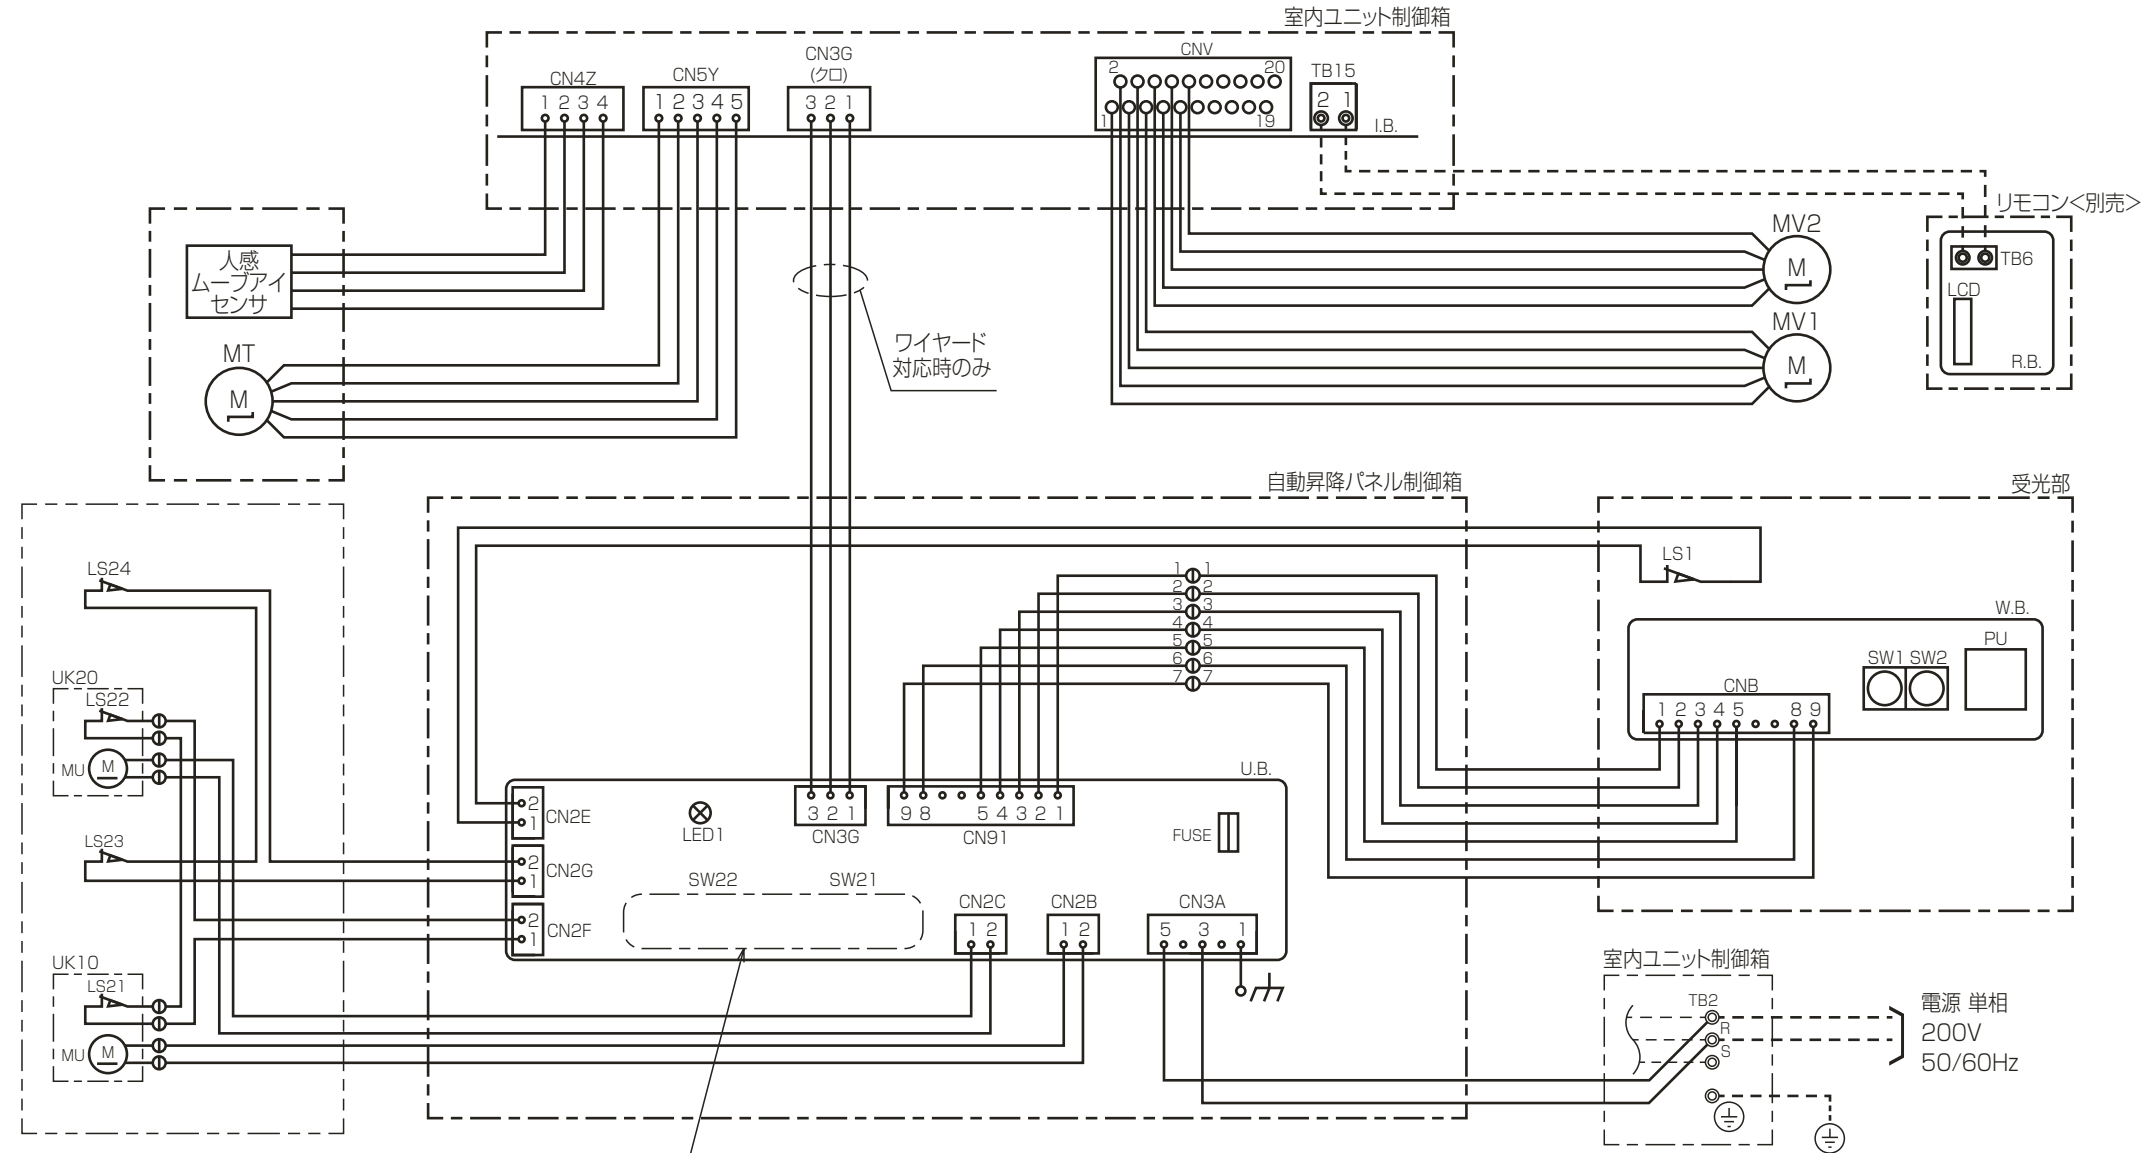 室内ユニット制御箱
CN4Z
1 2 3 4
CN5Y
1 2 3 4 5
CN3G
(クロ)
3 2 1
CNV
2 20
1 19
TB15
2 1
I.B.
人感
ムーブアイ
センサ
MT
M
ワイヤード
対応時のみ
MV2
M
MV1
M
リモコン<別売>
TB6
LCD
R.B.
自動昇降パネル制御箱
受光部
LS24
UK20
LS22
MU
M
LS23
UK10
LS21
MU
M
1 1
2 2
3 3
4 4
5 5
6 6
7 7
LS1
W.B.
CNB
1 2 3 4 5 8 9
SW1 SW2
PU
U.B.
2
1
CN2E
2
1
CN2G
2
1
CN2F
LED1
3 2 1
CN3G
9 8 5 4 3 2 1
CN91
FUSE
SW22
SW21
CN2C
1 2
CN2B
1 2
CN3A
5 3 1
室内ユニット制御箱
TB2
R
S
電源 単相
200V
50/60Hz